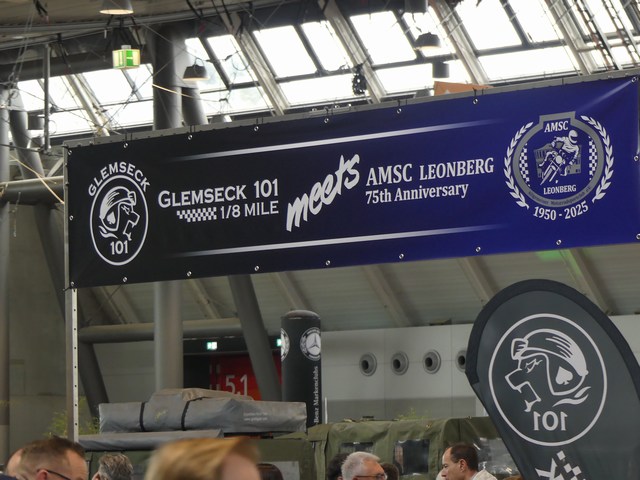 GLEMSECK
101
GLEMSECK 101
1/8 MILE
meets
AMSC LEONBERG
75th Anniversary
AMSC
LEONBERG
1950 - 2025
51
101